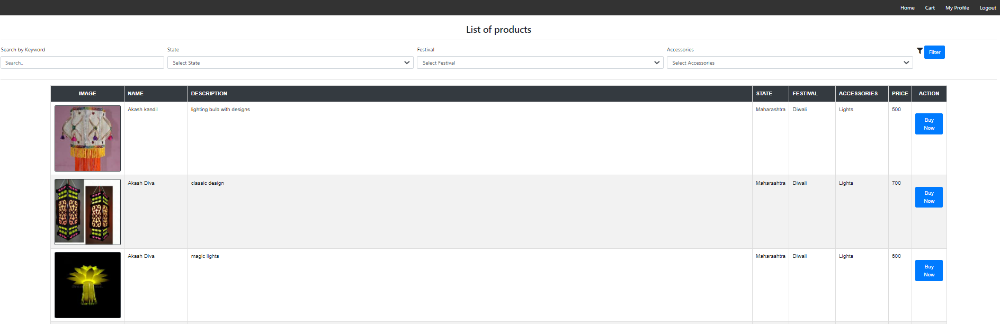 Home Cart My Profile Logout
List of products
Search by Keyword State Festival Accessories
Filter
Search.. Select State Select Festival Select Accessories
IMAGE NAME DESCRIPTION STATE FESTIVAL ACCESSORIES PRICE ACTION
Akash kandil lighting bulb with designs Maharashtra Diwali Lights 500
Buy
Now
Akash Diva classic design Maharashtra Diwali Lights 700
Buy
Now
Akash Diva magic lights Maharashtra Diwali Lights 600
Buy
Now